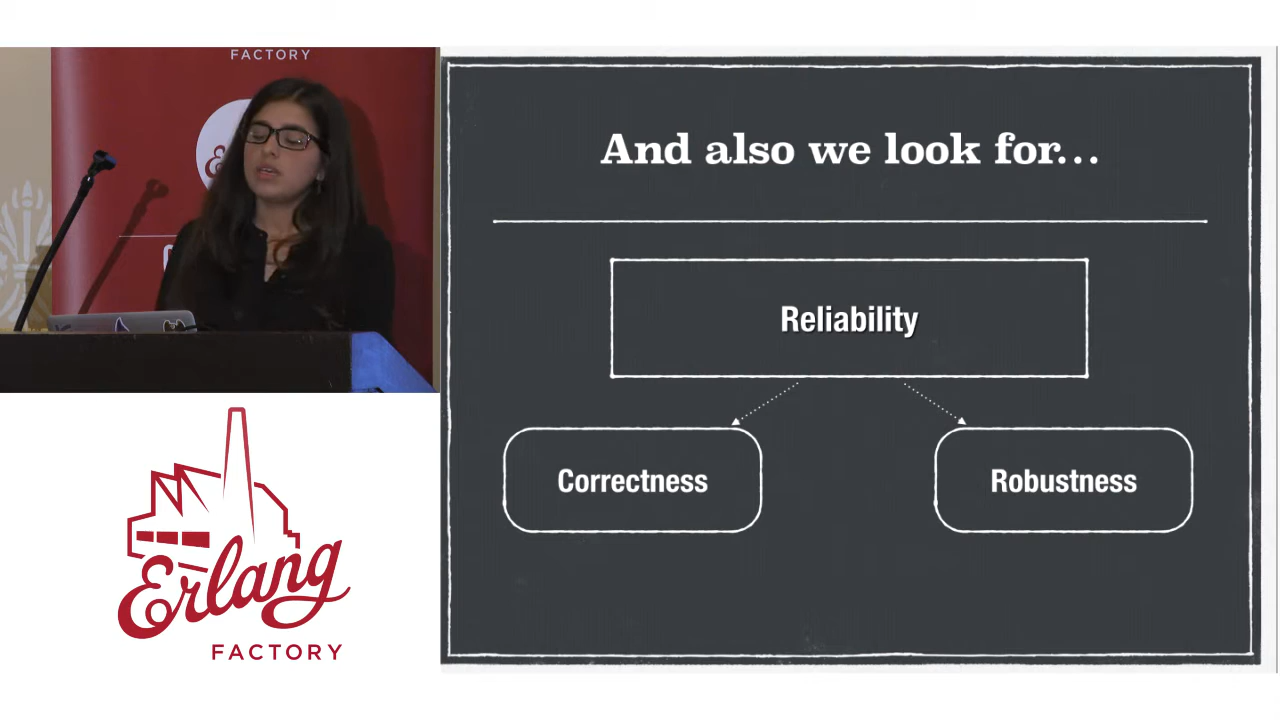 FACTORY
And also we look for...
Reliability
Correctness
Robustness
Erlang
FACTORY